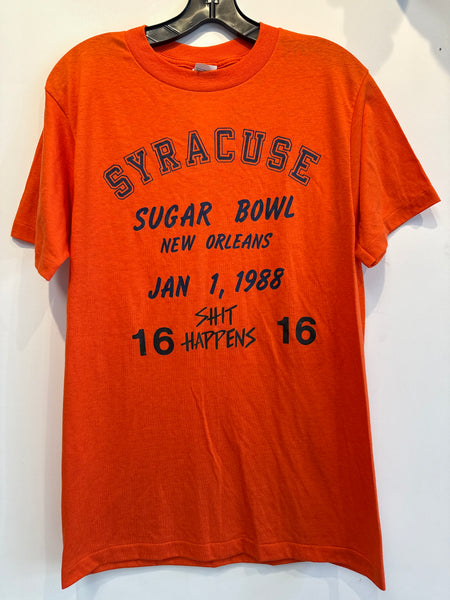 SYRACUSE
SUGAR BOWL
NEW ORLEANS
JAN 1, 1988
SHIT
16 HAPPENS 16